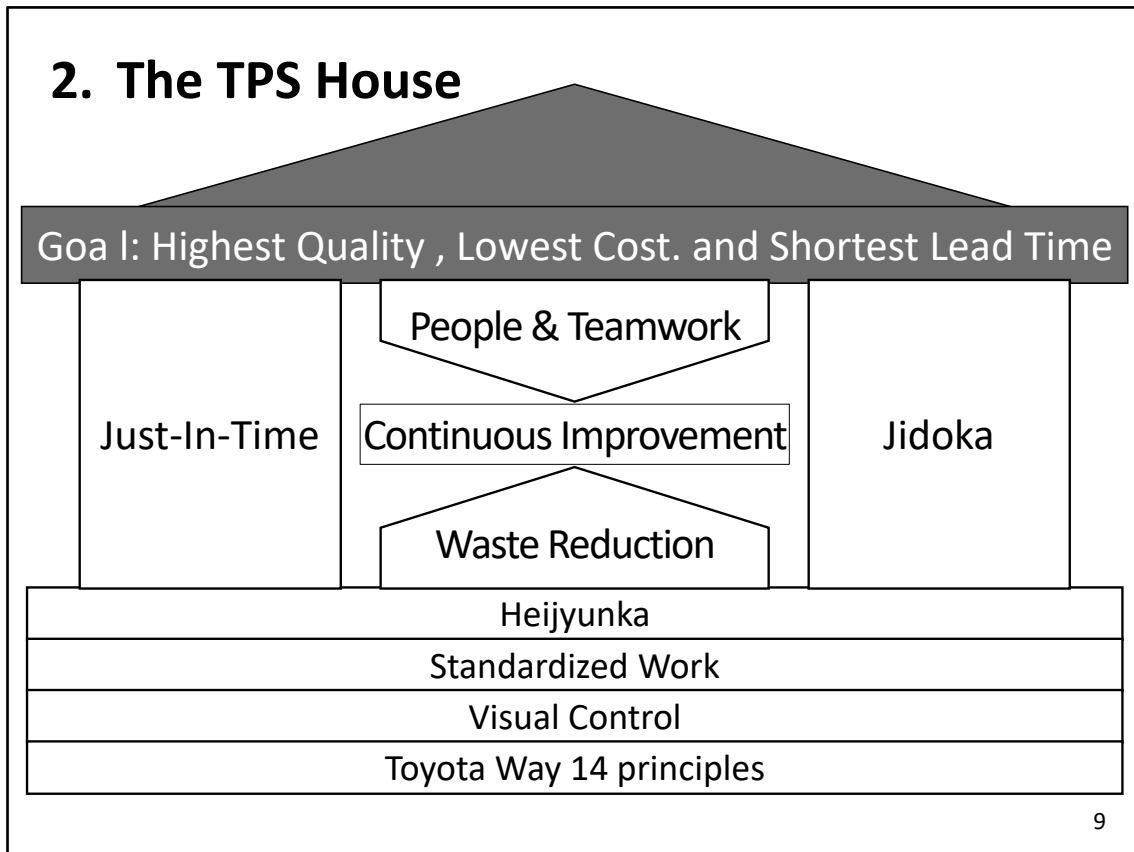 2. The TPS House
Goa l: Highest Quality , Lowest Cost. and Shortest Lead Time
People & Teamwork
Just-In-Time
Continuous Improvement
Jidoka
Waste Reduction
Heijyunka
Standardized Work
Visual Control
Toyota Way 14 principles
9